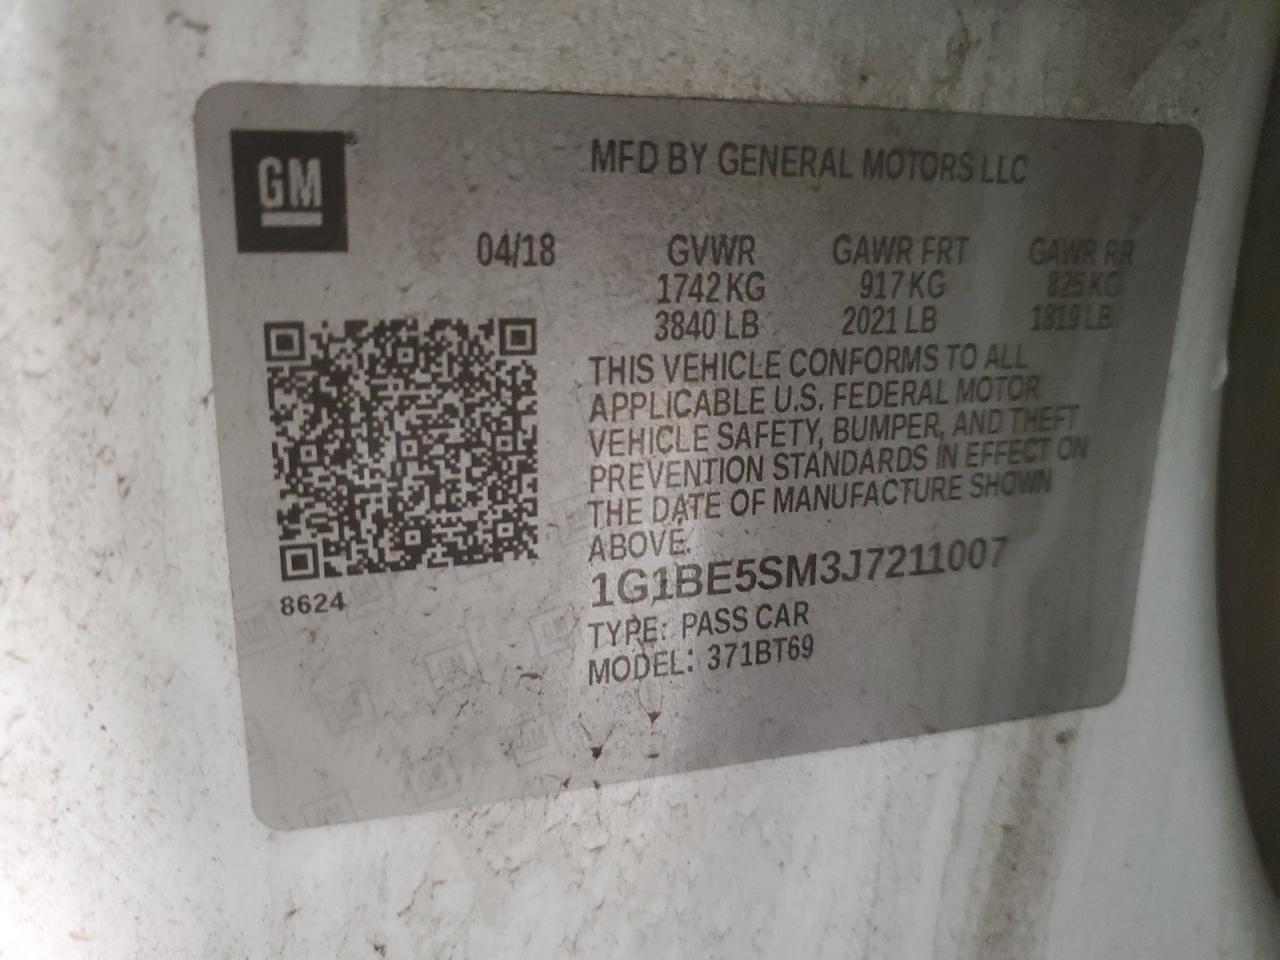 GM
MFD BY GENERAL MOTORS LLC
04/18 GVWR GAWR FRT GAWR RR
1742 KG 917 KG 825 KG
3840 LB 2021 LB 1819 LB
THIS VEHICLE CONFORMS TO ALL
APPLICABLE U.S. FEDERAL MOTOR
VEHICLE SAFETY, BUMPER, AND THEFT
PREVENTION STANDARDS IN EFFECT ON
THE DATE OF MANUFACTURE SHOWN
ABOVE.
1G1BE5SM3J7211007
8624
TYPE: PASS CAR
MODEL: 371BT69